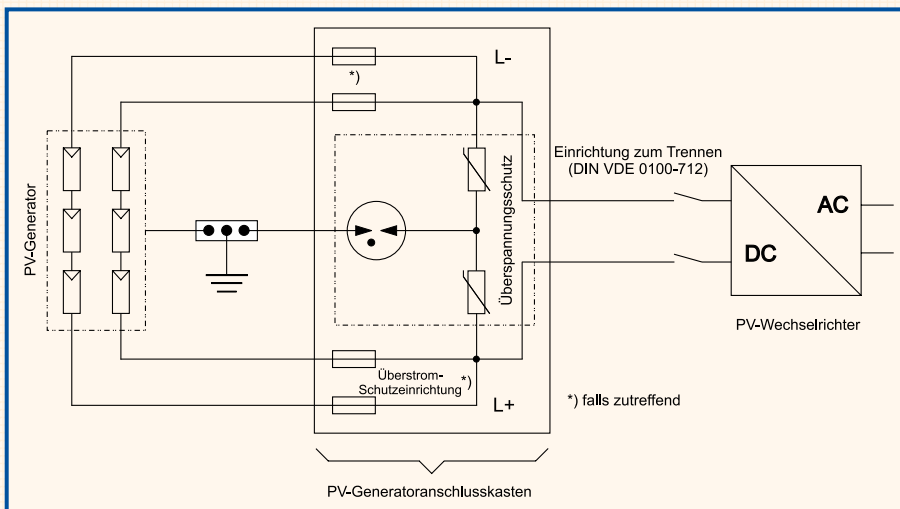 L-
*)
Einrichtung zum Trennen
(DIN VDE 0100-712)
PV-Generator
Überspannungsschutz
AC
DC
PV-Wechselrichter
Überstrom-
Schutzeinrichtung *)
L+
*) falls zutreffend
PV-Generatoranschlusskasten